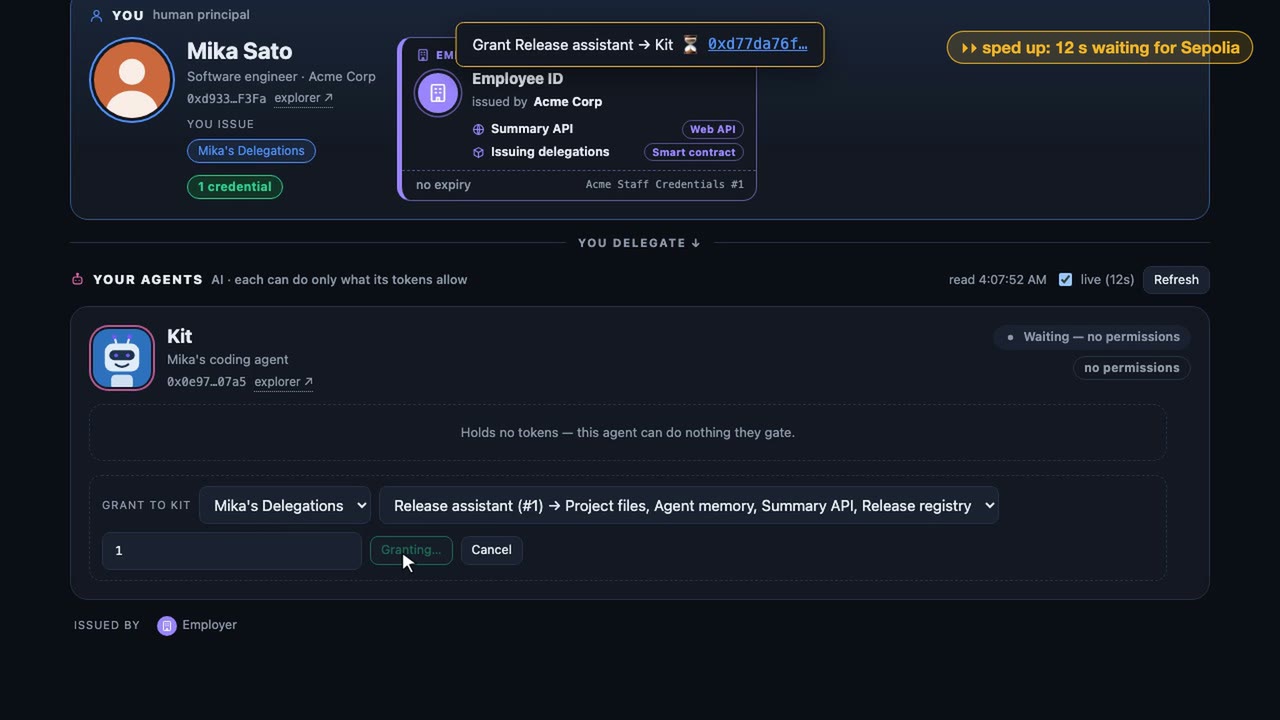 YOU human principal
Grant Release assistant → Kit ⏳ 0xd77da76f…
sped up: 12 s waiting for Sepolia
Mika Sato
Software engineer · Acme Corp
0xd933…F3Fa explorer ↗
YOU ISSUE
Mika's Delegations
1 credential
EM
Employee ID
issued by Acme Corp
Summary API Web API
Issuing delegations Smart contract
no expiry Acme Staff Credentials #1
YOU DELEGATE ↓
YOUR AGENTS AI · each can do only what its tokens allow
read 4:07:52 AM live (12s) Refresh
Kit
Mika's coding agent
0x0e97…07a5 explorer ↗
Waiting — no permissions
no permissions
Holds no tokens — this agent can do nothing they gate.
GRANT TO KIT Mika's Delegations Release assistant (#1) → Project files, Agent memory, Summary API, Release registry
1 Granting… Cancel
ISSUED BY Employer